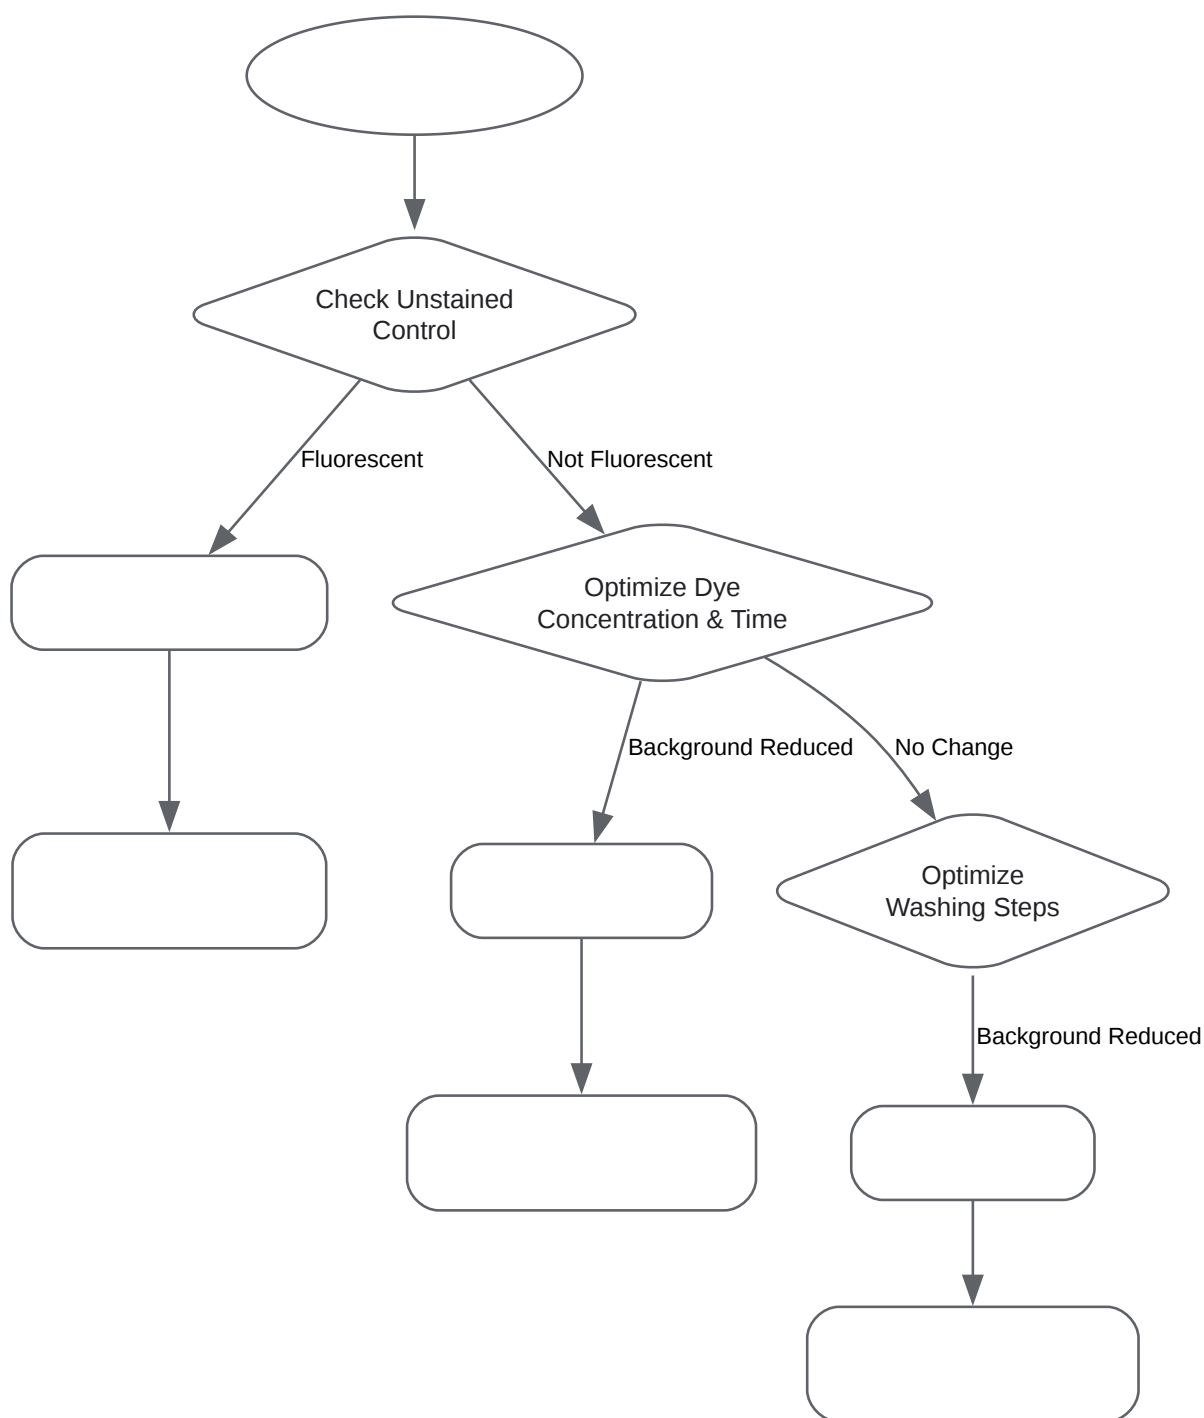 Check Unstained
Control
Fluorescent
Not Fluorescent
Optimize Dye
Concentration & Time
Background Reduced
No Change
Optimize
Washing Steps
Background Reduced